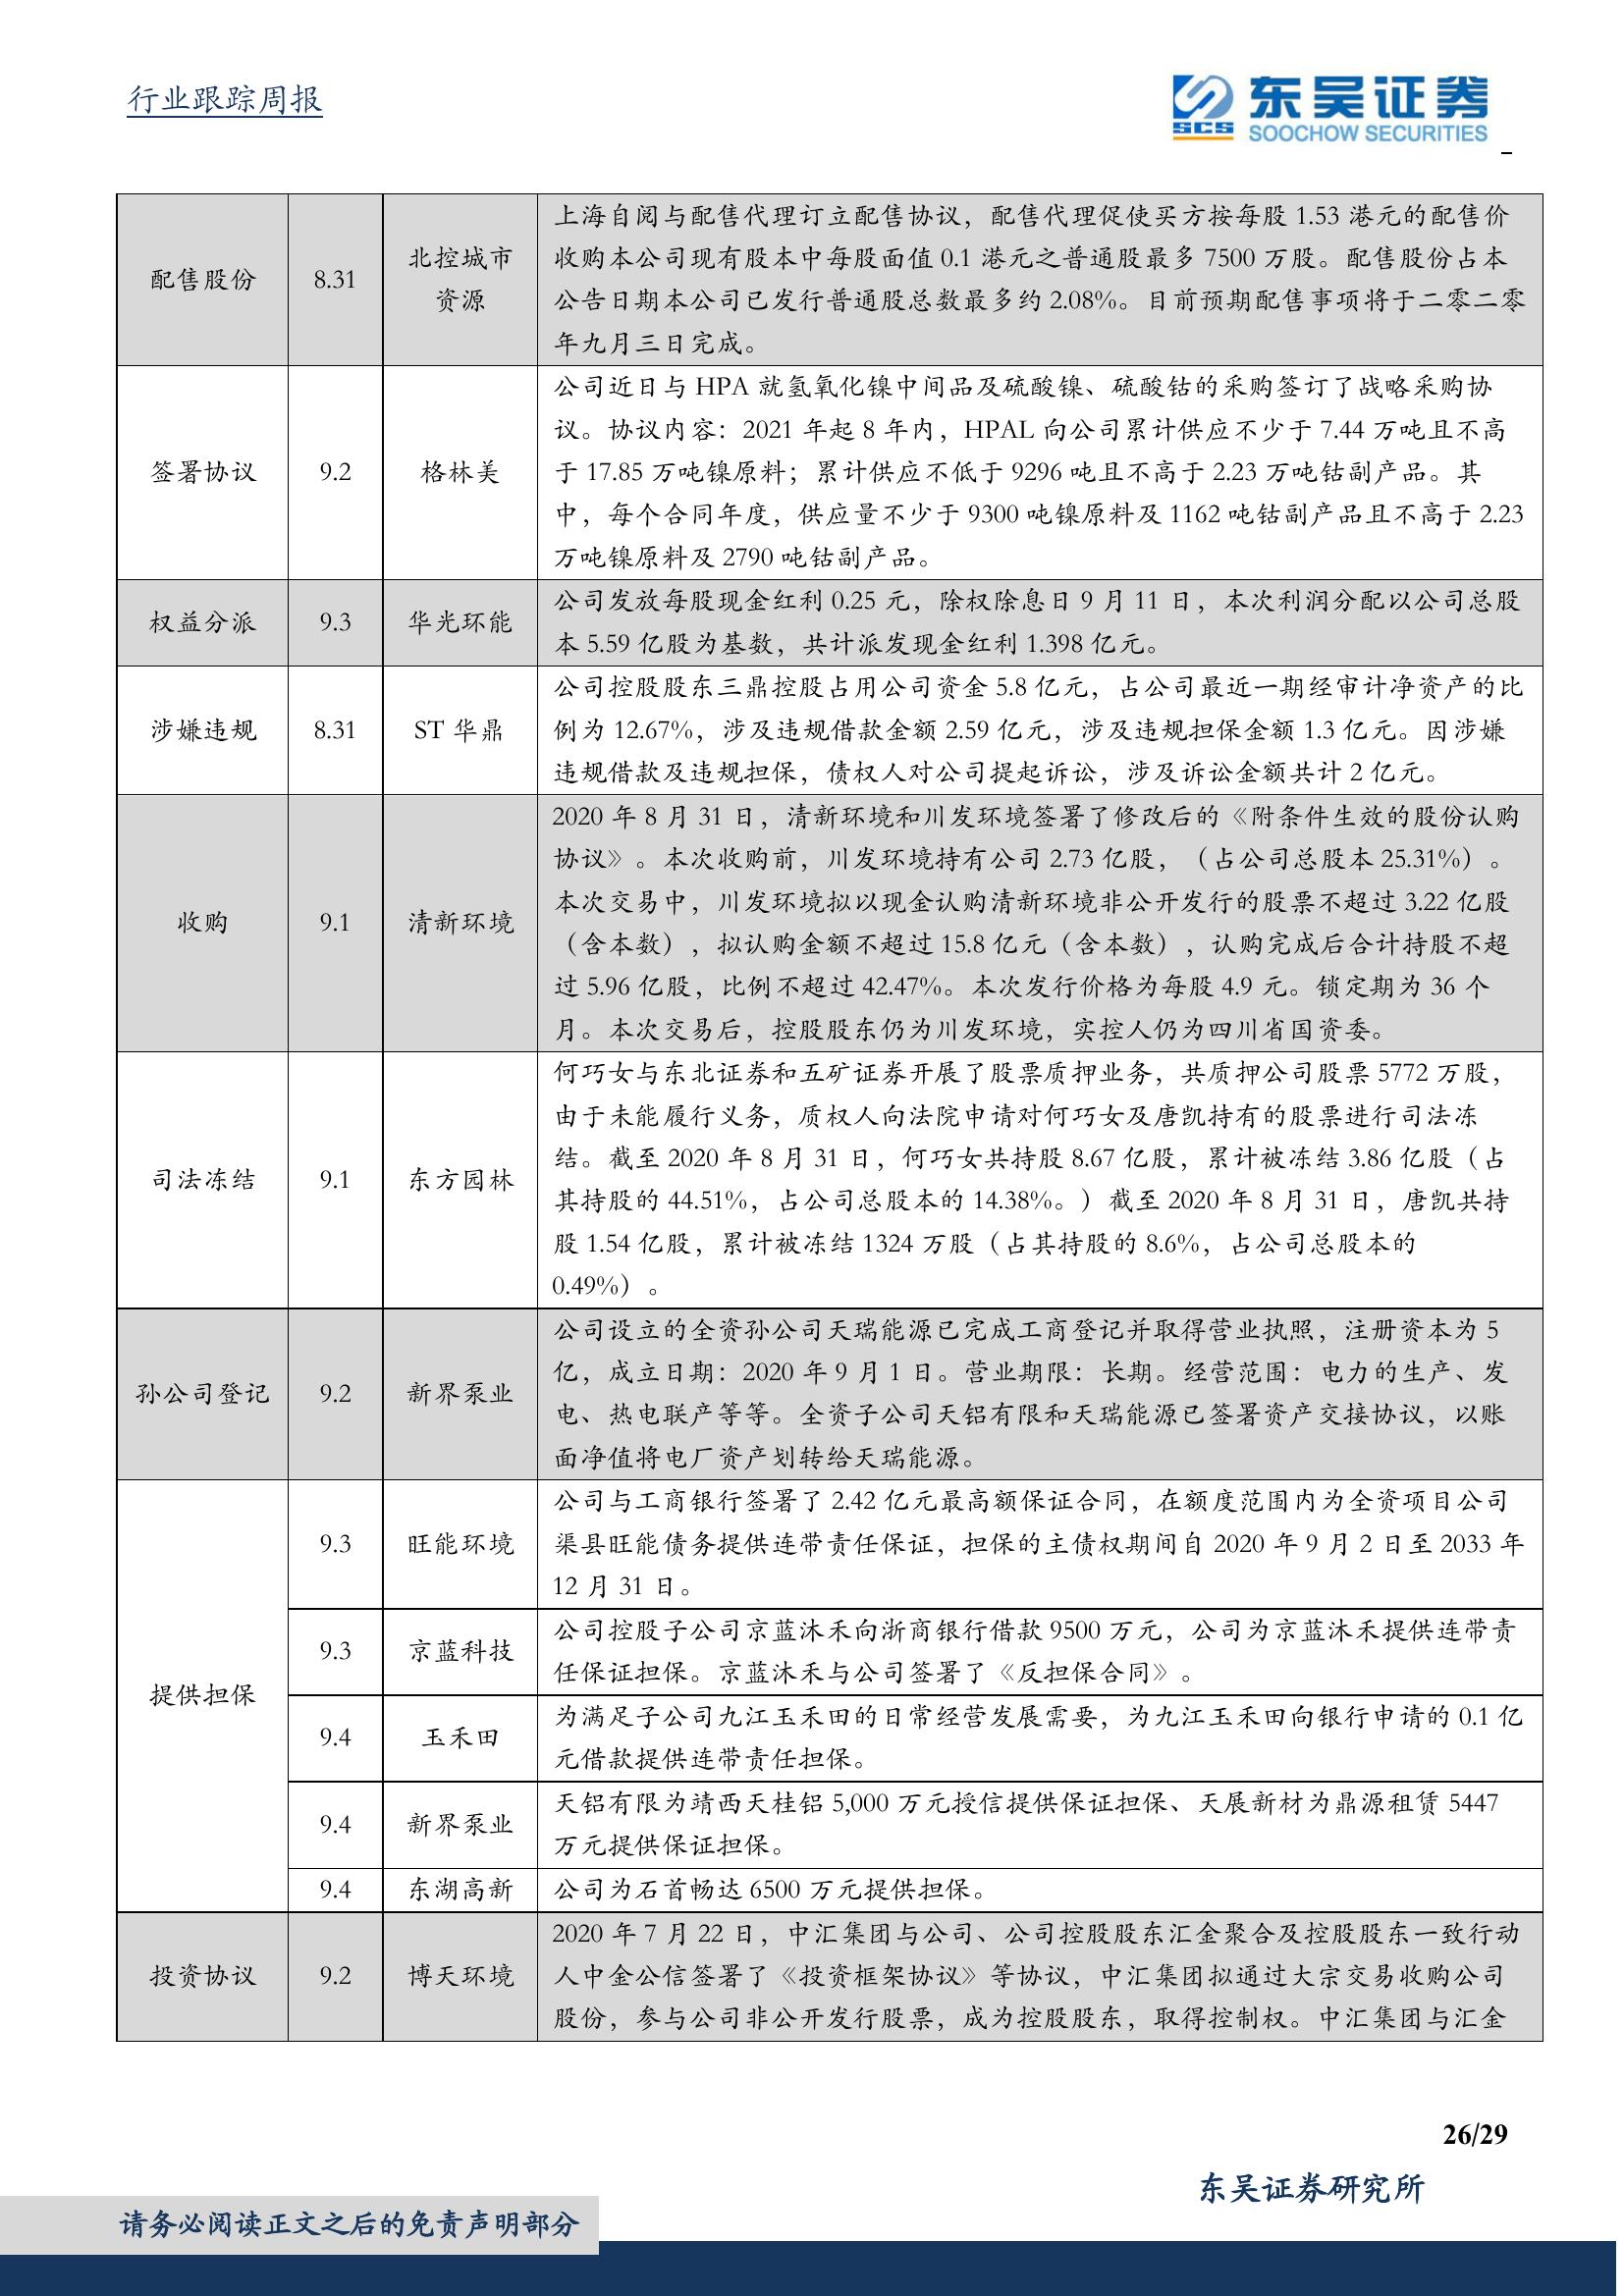 行业跟踪周报
东吴证券
SCS
SOOCHOW SECURITIES
配售股份
8.31
北控城市
资源
上海自阅与配售代理订立配售协议，配售代理促使买方按每股 1.53 港元的配售价
收购本公司现有股本中每股面值 0.1 港元之普通股最多 7500 万股。配售股份占本
公告日期本公司已发行普通股总数最多约 2.08%。目前预期配售事项将于二零二零
年九月三日完成。
签署协议
9.2
格林美
公司近日与 HPA 就氢氧化镍中间品及硫酸镍、硫酸钴的采购签订了战略采购协
议。协议内容：2021 年起 8 年内，HPAL 向公司累计供应不少于 7.44 万吨且不高
于 17.85 万吨镍原料；累计供应不低于 9296 吨且不高于 2.23 万吨钴副产品。其
中，每个合同年度，供应量不少于 9300 吨镍原料及 1162 吨钴副产品且不高于 2.23
万吨镍原料及 2790 吨钴副产品。
权益分派
9.3
华光环能
公司发放每股现金红利 0.25 元，除权除息日 9 月 11 日，本次利润分配以公司总股
本 5.59 亿股为基数，共计派发现金红利 1.398 亿元。
涉嫌违规
8.31
ST 华鼎
公司控股股东三鼎控股占用公司资金 5.8 亿元，占公司最近一期经审计净资产的比
例为 12.67%，涉及违规借款金额 2.59 亿元，涉及违规担保金额 1.3 亿元。因涉嫌
违规借款及违规担保，债权人对公司提起诉讼，涉及诉讼金额共计 2 亿元。
收购
9.1
清新环境
2020 年 8 月 31 日，清新环境和川发环境签署了修改后的《附条件生效的股份认购
协议》。本次收购前，川发环境持有公司 2.73 亿股，（占公司总股本 25.31%）。
本次交易中，川发环境拟以现金认购清新环境非公开发行的股票不超过 3.22 亿股
（含本数），拟认购金额不超过 15.8 亿元（含本数），认购完成后合计持股不超
过 5.96 亿股，比例不超过 42.47%。本次发行价格为每股 4.9 元。锁定期为 36 个
月。本次交易后，控股股东仍为川发环境，实控人仍为四川省国资委。
司法冻结
9.1
东方园林
何巧女与东北证券和五矿证券开展了股票质押业务，共质押公司股票 5772 万股，
由于未能履行义务，质权人向法院申请对何巧女及唐凯持有的股票进行司法冻
结。截至 2020 年 8 月 31 日，何巧女共持股 8.67 亿股，累计被冻结 3.86 亿股（占
其持股的 44.51%，占公司总股本的 14.38%。）截至 2020 年 8 月 31 日，唐凯共持
股 1.54 亿股，累计被冻结 1324 万股（占其持股的 8.6%，占公司总股本的
0.49%）。
孙公司登记
9.2
新界泵业
公司设立的全资孙公司天瑞能源已完成工商登记并取得营业执照，注册资本为 5
亿，成立日期：2020 年 9 月 1 日。营业期限：长期。经营范围：电力的生产、发
电、热电联产等等。全资子公司天铝有限和天瑞能源已签署资产交接协议，以账
面净值将电厂资产划转给天瑞能源。
提供担保
9.3
旺能环境
公司与工商银行签署了 2.42 亿元最高额保证合同，在额度范围内为全资项目公司
渠县旺能债务提供连带责任保证，担保的主债权期间自 2020 年 9 月 2 日至 2033 年
12 月 31 日。
9.3
京蓝科技
公司控股子公司京蓝沐禾向浙商银行借款 9500 万元，公司为京蓝沐禾提供连带责
任保证担保。京蓝沐禾与公司签署了《反担保合同》。
9.4
玉禾田
为满足子公司九江玉禾田的日常经营发展需要，为九江玉禾田向银行申请的 0.1 亿
元借款提供连带责任担保。
9.4
新界泵业
天铝有限为靖西天桂铝 5,000 万元授信提供保证担保、天展新材为鼎源租赁 5447
万元提供保证担保。
9.4
东湖高新
公司为石首畅达 6500 万元提供担保。
投资协议
9.2
博天环境
2020 年 7 月 22 日，中汇集团与公司、公司控股股东汇金聚合及控股股东一致行动
人中金公信签署了《投资框架协议》等协议，中汇集团拟通过大宗交易收购公司
股份，参与公司非公开发行股票，成为控股股东，取得控制权。中汇集团与汇金
26/29
东吴证券研究所
请务必阅读正文之后的免责声明部分